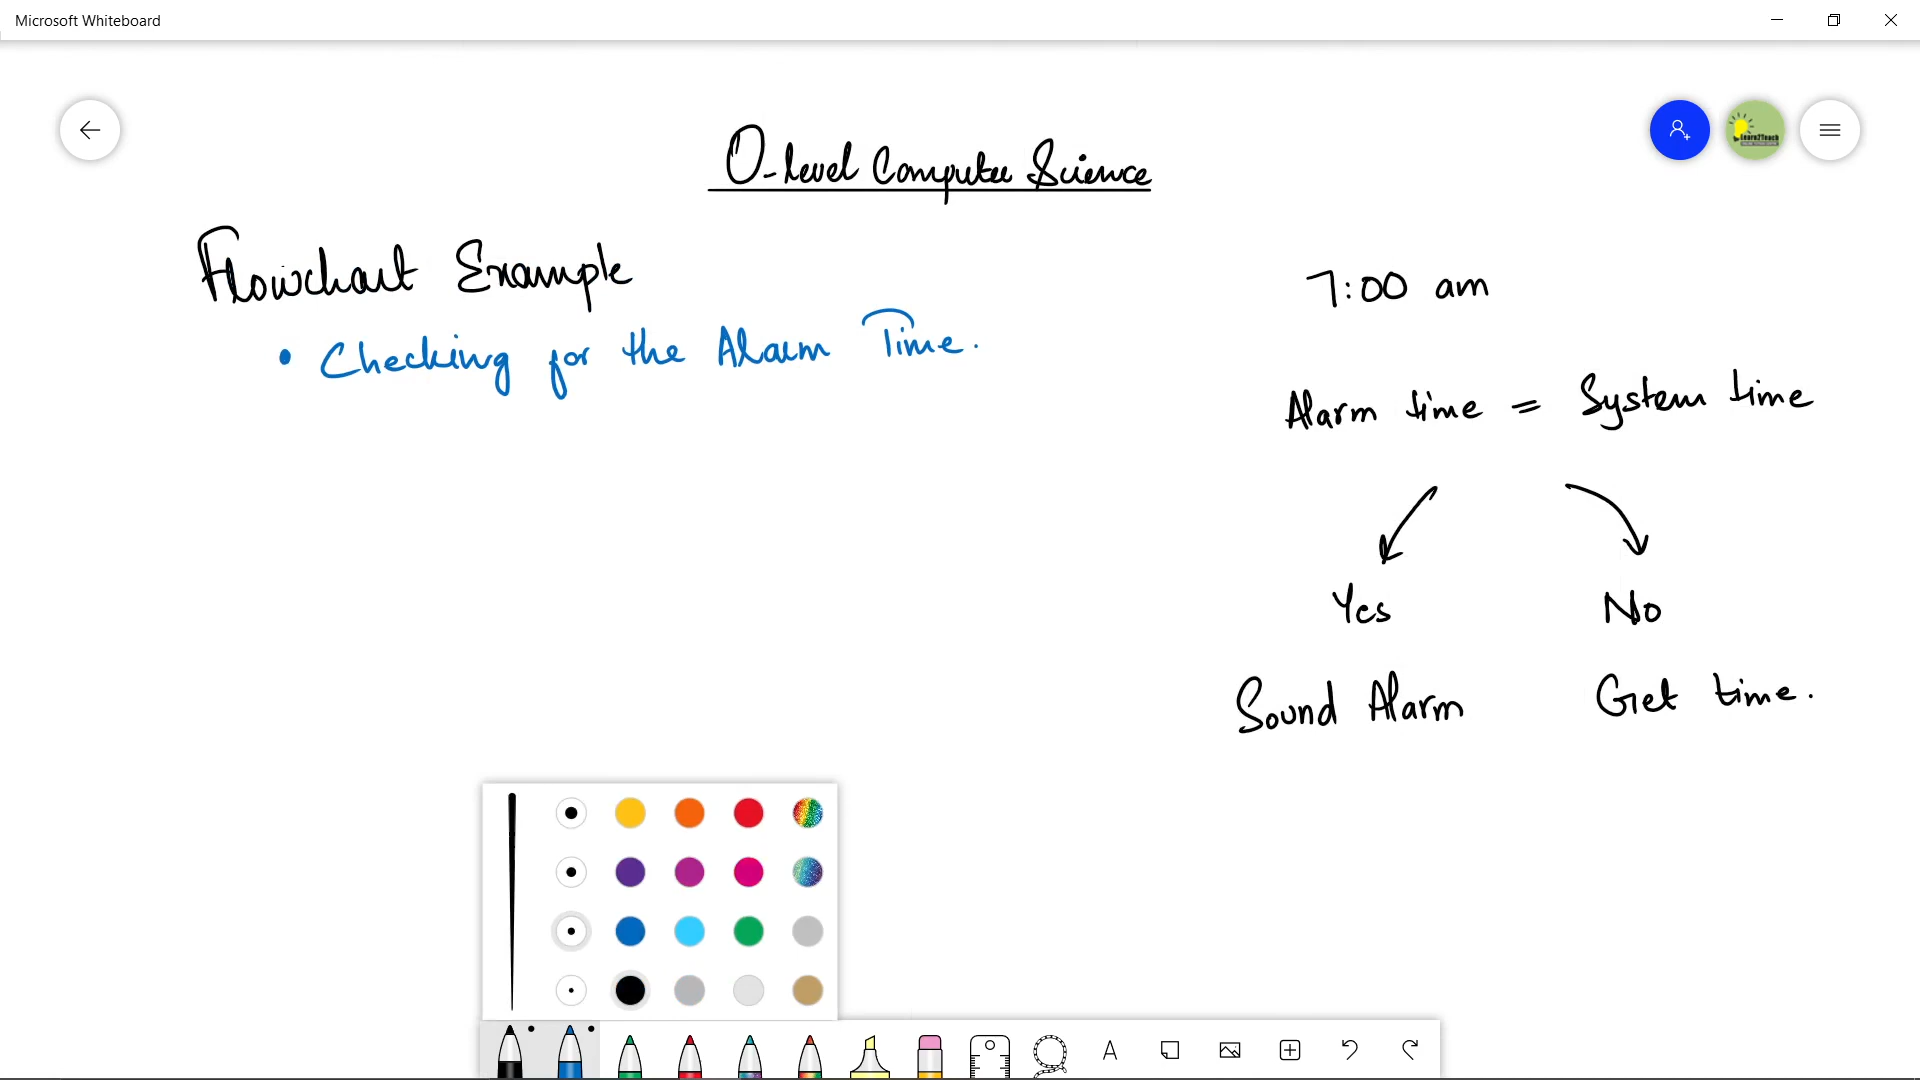 Microsoft Whiteboard
O-Level Computer Science
Flowchart Example
• Checking for the Alarm Time.
7:00 am
Alarm time = System time
Yes No
Sound Alarm Get time.
Learn2Teach
A